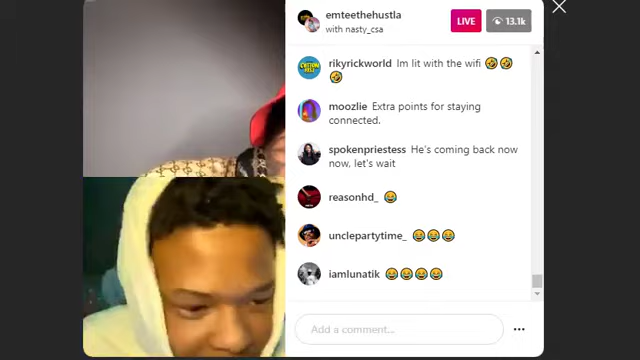 emteethehustla
LIVE
13.1k
with nasty_csa
rikyrickworld Im lit with the wifi 🤣🤣
🤣
moozlie Extra points for staying
connected.
spokenpriestess He's coming back now
now, let's wait
reasonhd_ 😂
unclepartytime_ 😂😂😂
iamlunatik 😂😂😂😂
Add a comment...